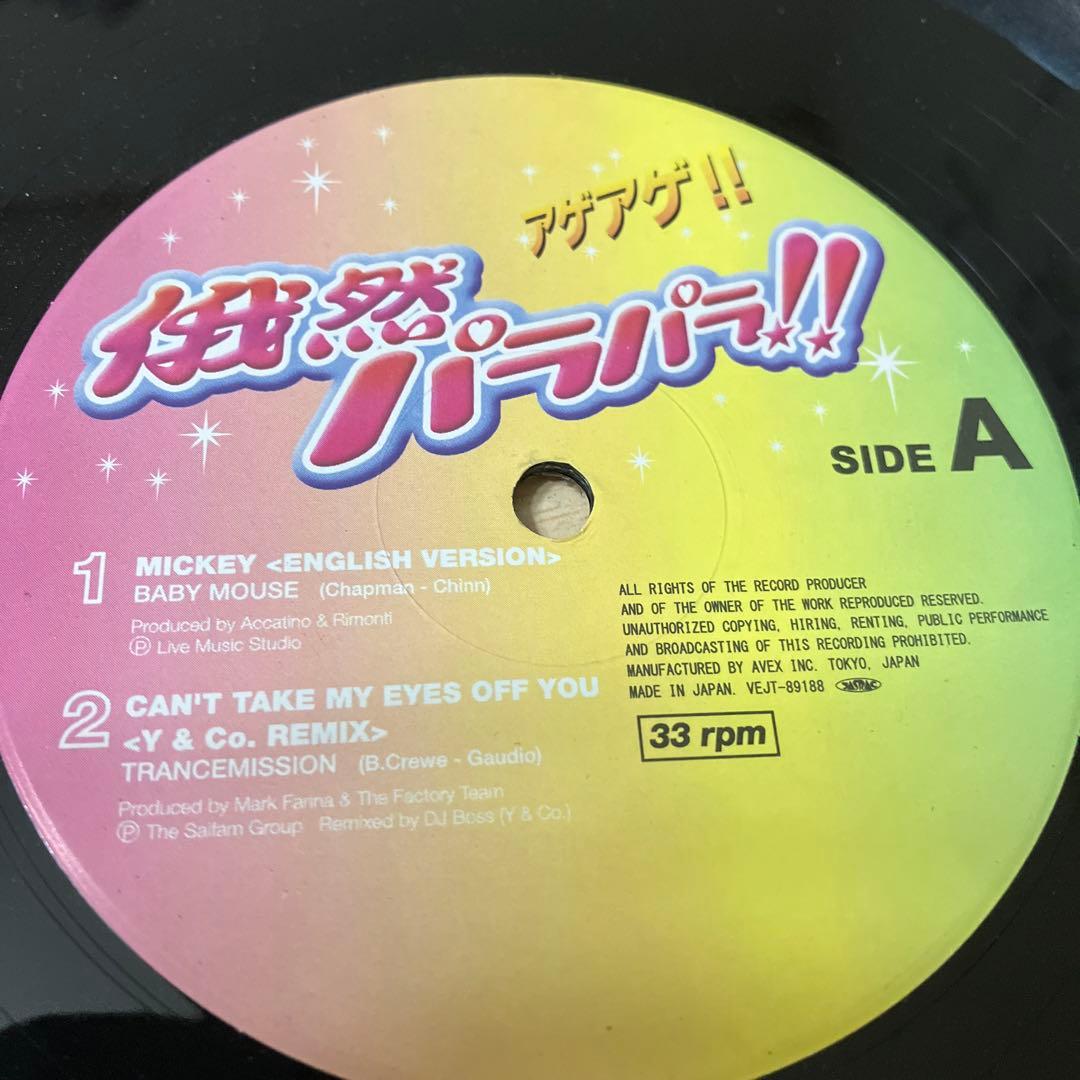 アゲアゲ!!
俄然パラパラ!!
SIDE A
1 MICKEY <ENGLISH VERSION>
BABY MOUSE (Chapman - Chinn)
Produced by Accatino & Rimonti
Ⓟ Live Music Studio
2 CAN'T TAKE MY EYES OFF YOU
<Y & Co. REMIX>
TRANCEMISSION (B.Crewe - Gaudio)
Produced by Mark Farina & The Factory Team
Ⓟ The Saifam Group Remixed by DJ Boss (Y & Co.)
ALL RIGHTS OF THE RECORD PRODUCER
AND OF THE OWNER OF THE WORK REPRODUCED RESERVED.
UNAUTHORIZED COPYING, HIRING, RENTING, PUBLIC PERFORMANCE
AND BROADCASTING OF THIS RECORDING PROHIBITED.
MANUFACTURED BY AVEX INC. TOKYO, JAPAN
MADE IN JAPAN. VEJT-89188 JASRAC
33 rpm